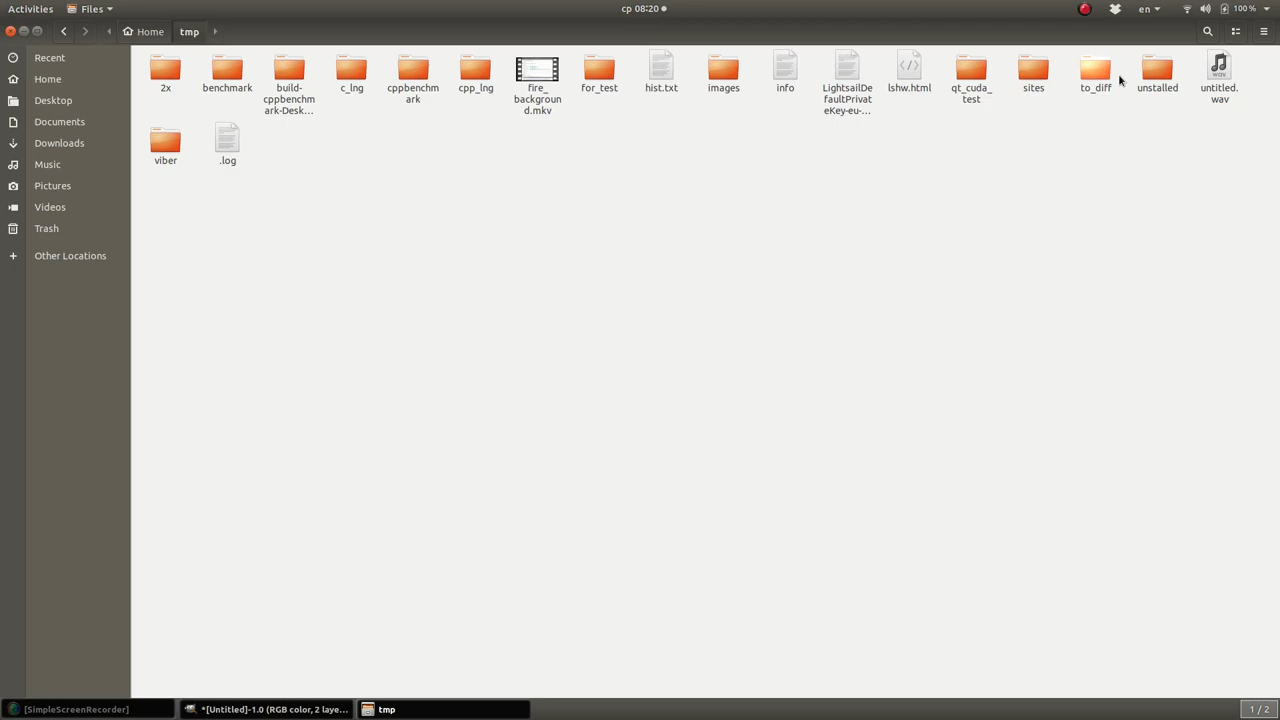 Activities
Files
ср 08:20
en
100 %
Home
tmp
Recent
Home
Desktop
Documents
Downloads
Music
Pictures
Videos
Trash
Other Locations
2x
benchmark
build-
cppbenchm
ark-Desk...
c_lng
cppbenchm
ark
cpp_lng
fire_
backgroun
d.mkv
for_test
hist.txt
images
info
LightsailDe
faultPrivat
eKey-eu-...
lshw.html
qt_cuda_
test
sites
to_diff
unstalled
untitled.
wav
viber
.log
[SimpleScreenRecorder]
*[Untitled]-1.0 (RGB color, 2 laye...
tmp
1 / 2